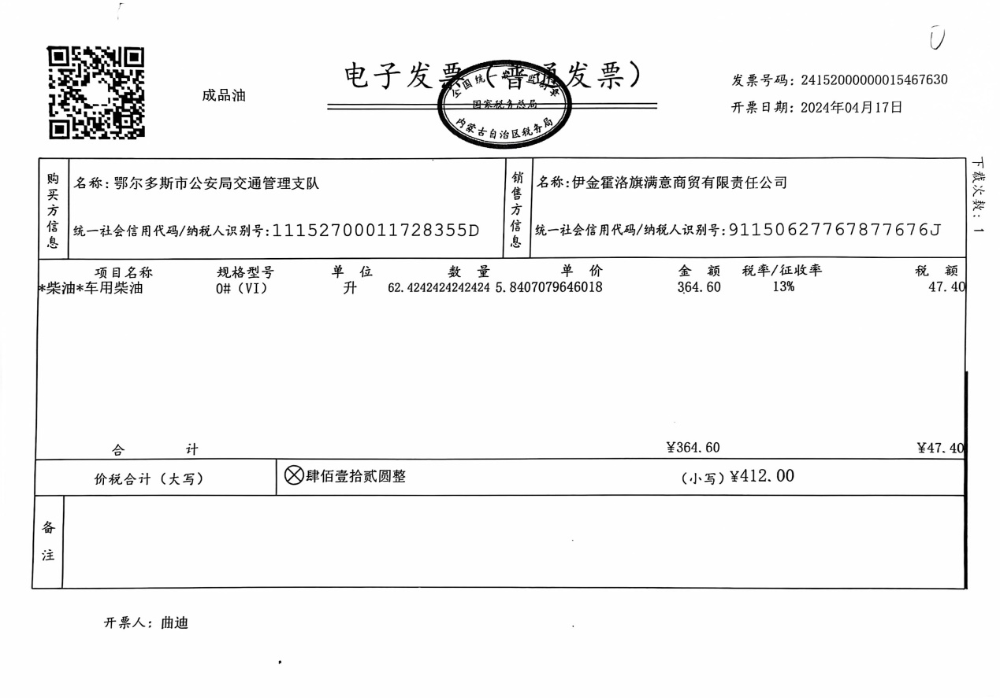 电子发票（普通发票）
成品油
全国统一发票监制章
国家税务总局
内蒙古自治区税务局
发票号码: 24152000000015467630
开票日期: 2024年04月17日
下载次数: 1
购买方信息
名称: 鄂尔多斯市公安局交通管理支队
统一社会信用代码/纳税人识别号: 11152700011728355D
销售方信息
名称: 伊金霍洛旗满意商贸有限责任公司
统一社会信用代码/纳税人识别号: 91150627767877676J
项目名称 规格型号 单位 数量 单价 金额 税率/征收率 税额
*柴油*车用柴油 0#（VI） 升 62.4242424242424 5.8407079646018 364.60 13% 47.40
合计 ¥364.60 ¥47.40
价税合计（大写） ⊗肆佰壹拾贰圆整 （小写）¥412.00
备注
开票人: 曲迪